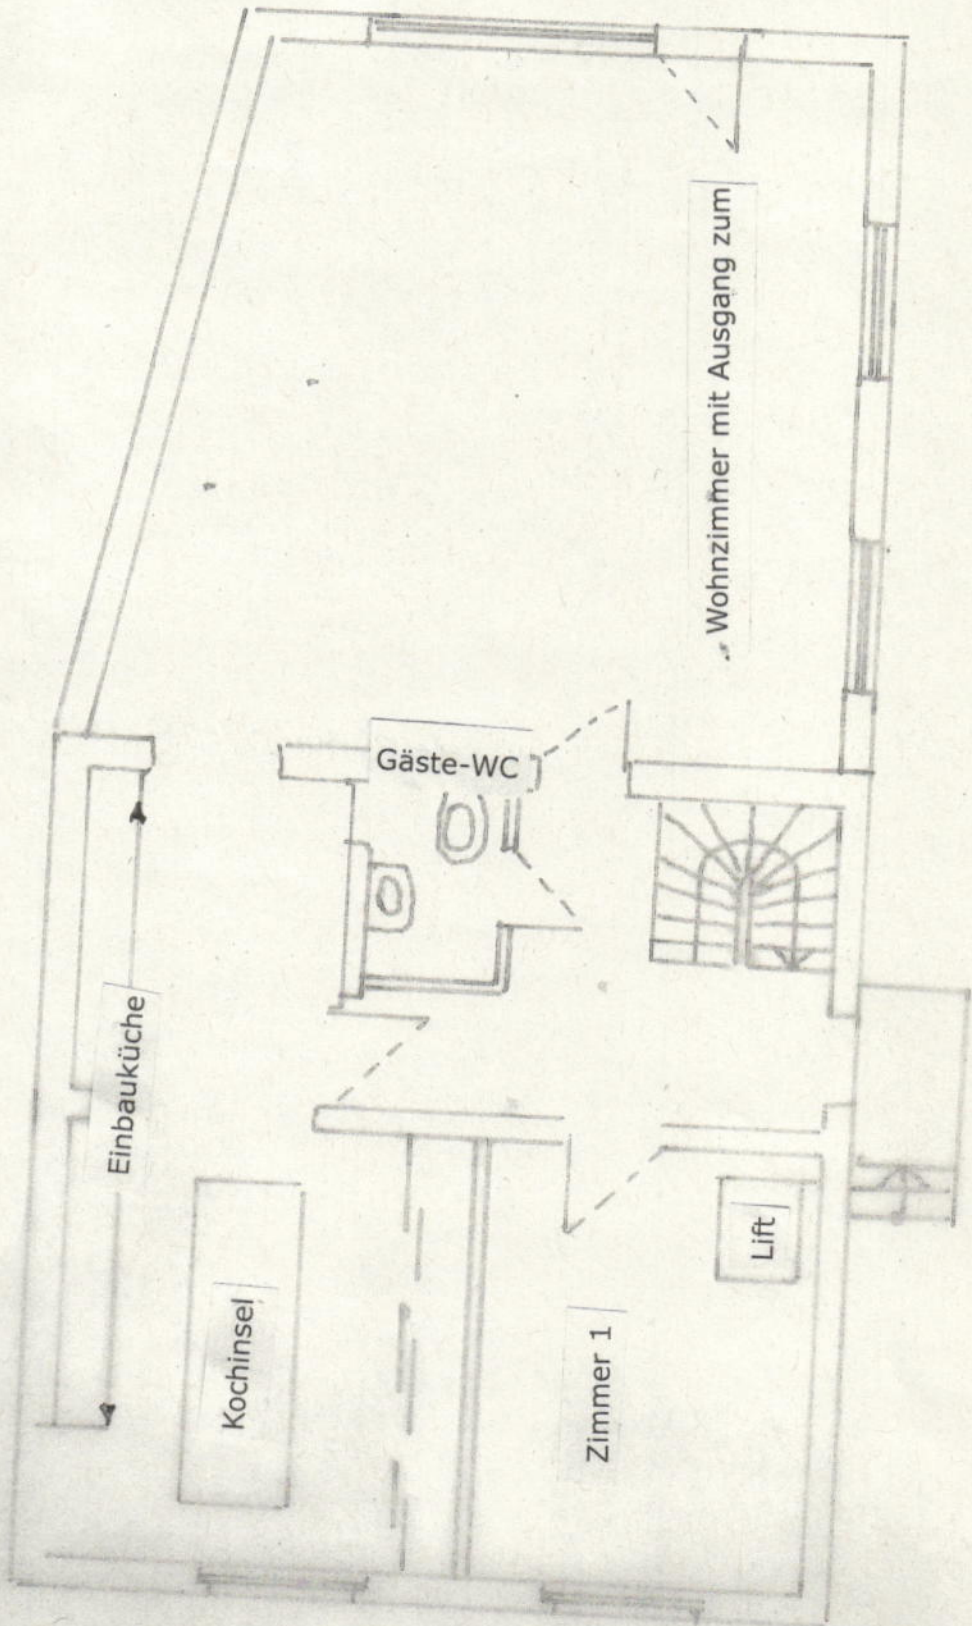 Einbauküche
Kochinsel
Gäste-WC
Wohnzimmer mit Ausgang zum
Zimmer 1
Lift